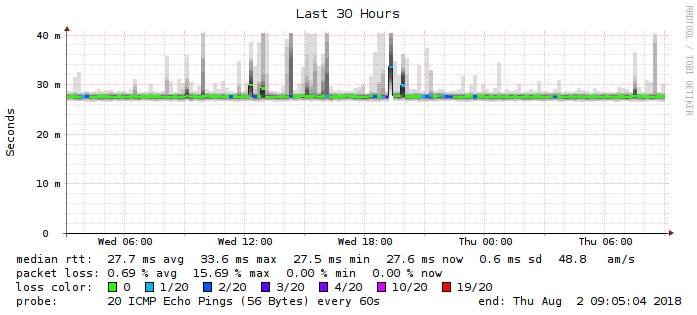 Last 30 Hours
RRDTOOL / TOBI OETIKER
Seconds
40 m
30 m
20 m
10 m
0
Wed 06:00 Wed 12:00 Wed 18:00 Thu 00:00 Thu 06:00
median rtt: 27.7 ms avg 33.6 ms max 27.5 ms min 27.6 ms now 0.6 ms sd 48.8 am/s
packet loss: 0.69 % avg 15.69 % max 0.00 % min 0.00 % now
loss color: 0 1/20 2/20 3/20 4/20 10/20 19/20
probe: 20 ICMP Echo Pings (56 Bytes) every 60s end: Thu Aug 2 09:05:04 2018